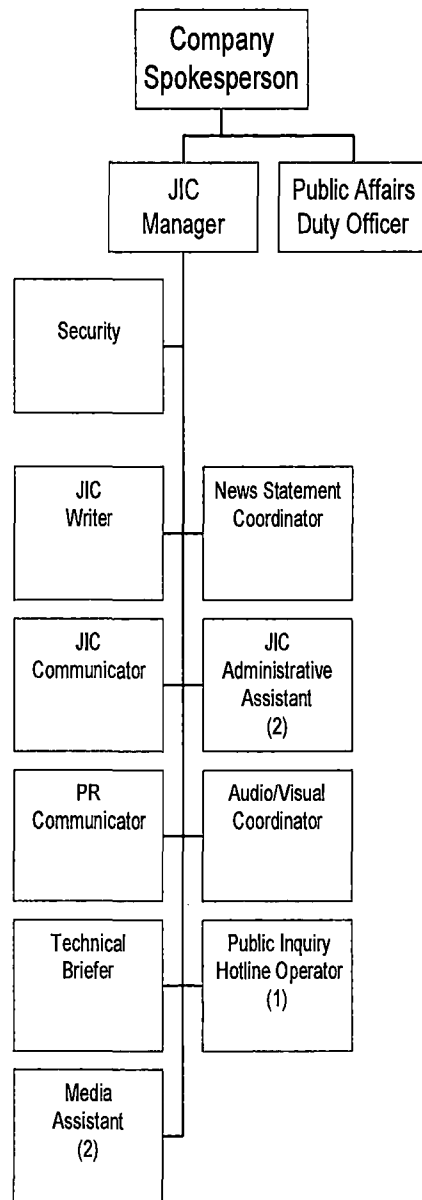 Company
Spokesperson
JIC
Manager
Public Affairs
Duty Officer
Security
JIC
Writer
News Statement
Coordinator
JIC
Communicator
JIC
Administrative
Assistant
(2)
PR
Communicator
Audio/Visual
Coordinator
Technical
Briefer
Public Inquiry
Hotline Operator
(1)
Media
Assistant
(2)